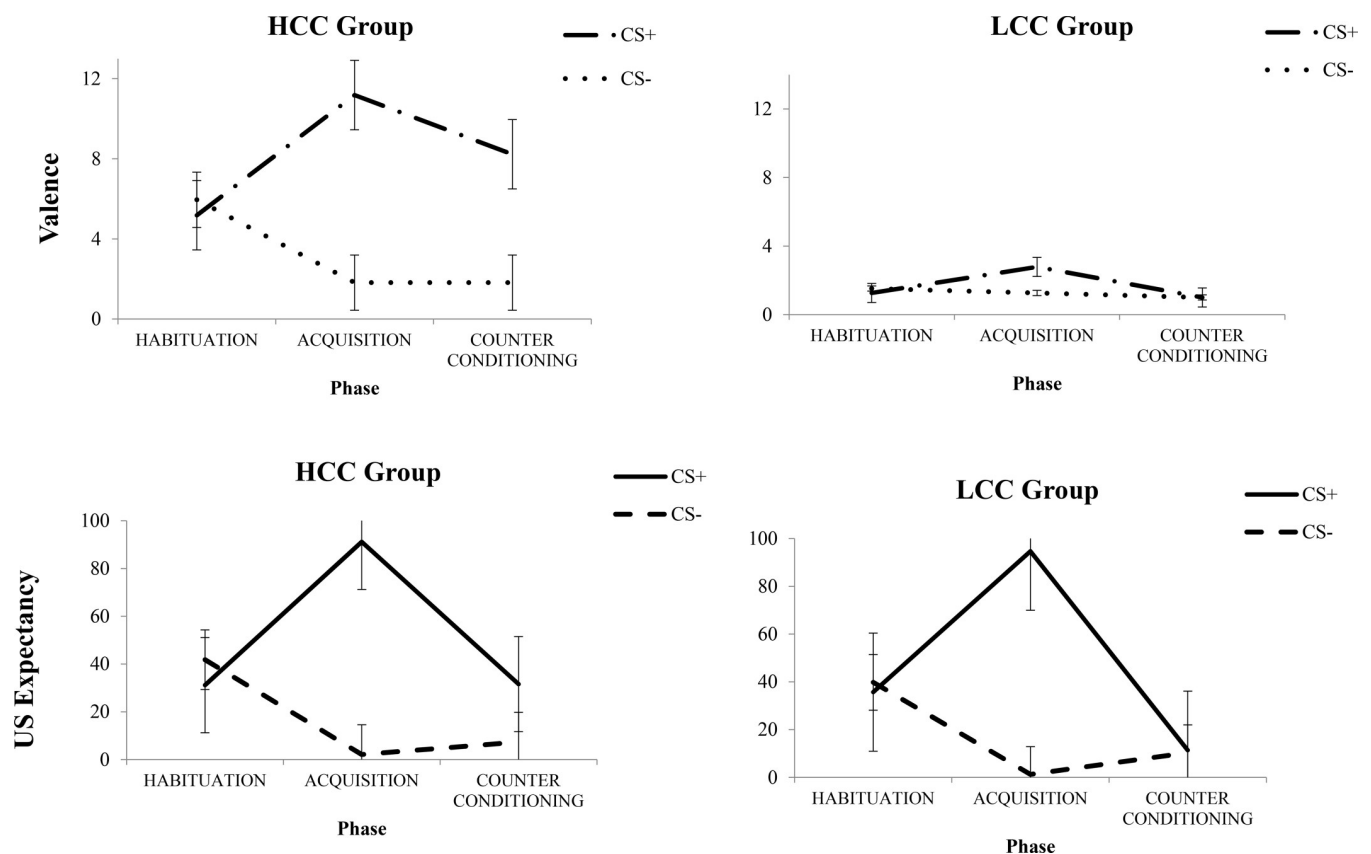 HCC Group
CS+
CS-
Valence
12
8
4
0
HABITUATION
ACQUISITION
COUNTER
CONDITIONING
Phase
LCC Group
CS+
CS-
12
8
4
0
HABITUATION
ACQUISITION
COUNTER
CONDITIONING
Phase
HCC Group
CS+
CS-
US Expectancy
100
80
60
40
20
0
HABITUATION
ACQUISITION
COUNTER
CONDITIONING
Phase
LCC Group
CS+
CS-
100
80
60
40
20
0
HABITUATION
ACQUISITION
COUNTER
CONDITIONING
Phase